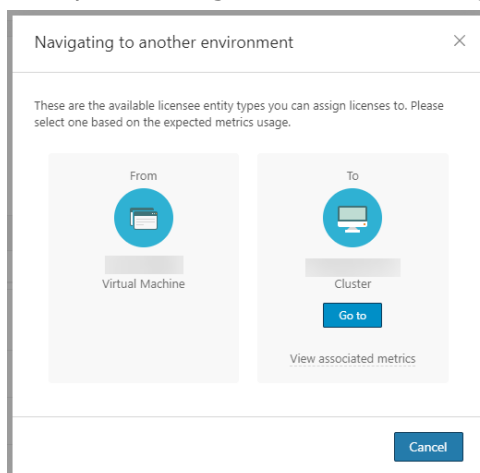 Navigating to another environment
These are the available licensee entity types you can assign licenses to. Please
select one based on the expected metrics usage.
From
To
Virtual Machine
Cluster
Go to
View associated metrics
Cancel